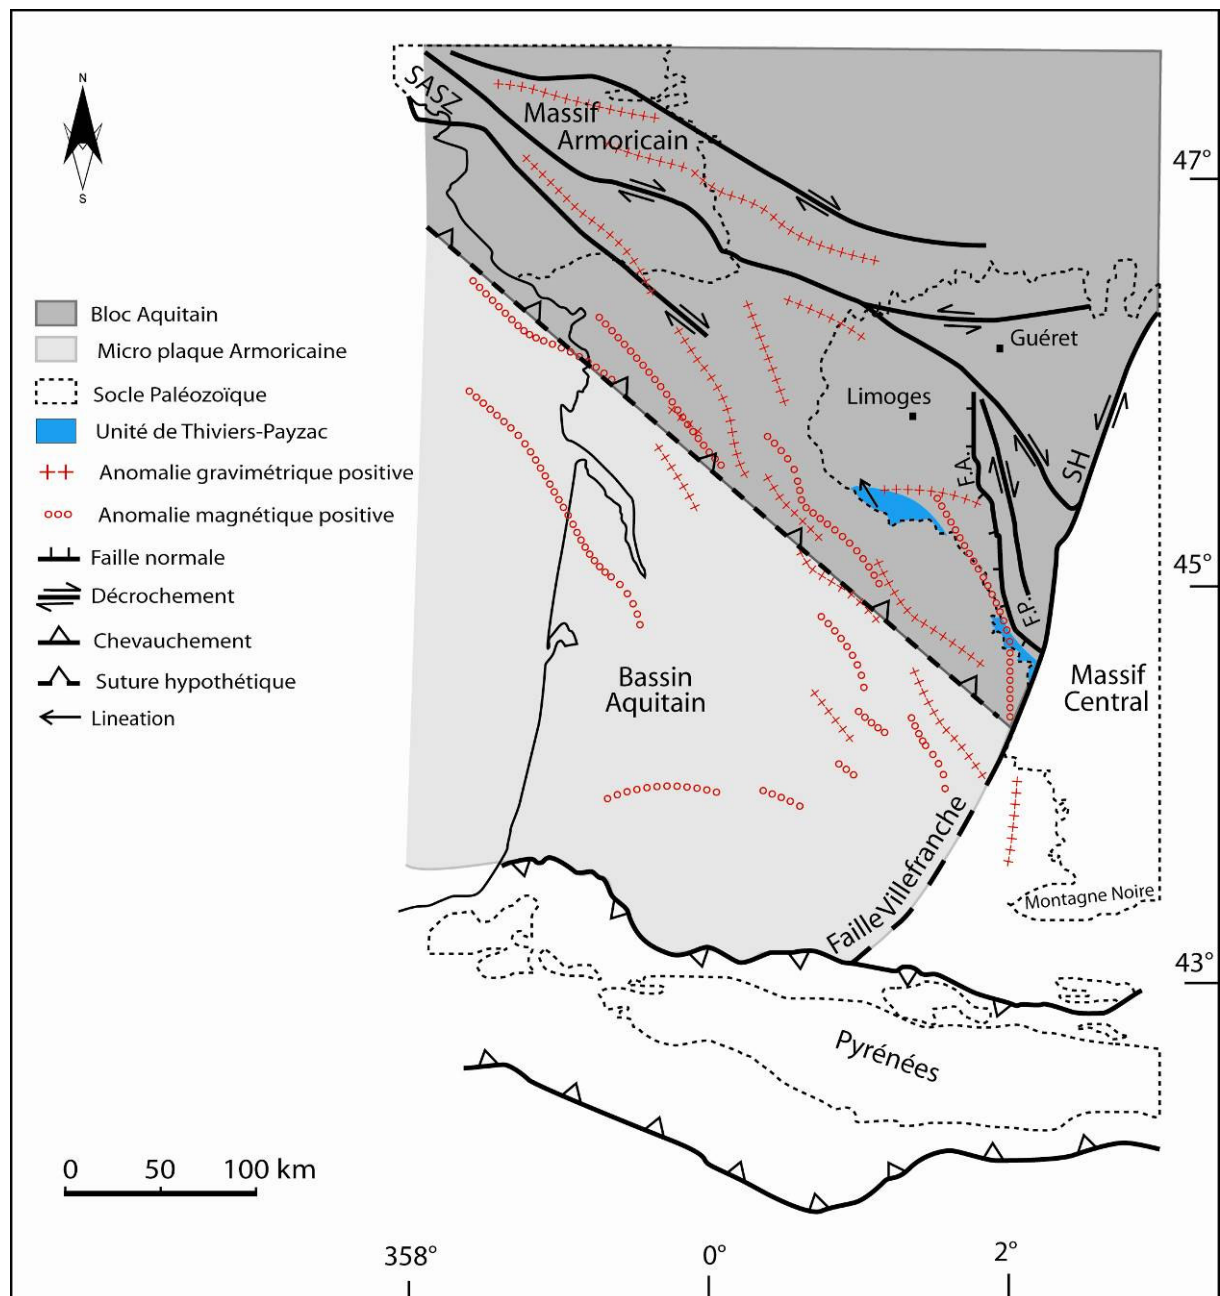 N
S
SASZ
Massif
Armoricain
47°
Bloc Aquitain
Micro plaque Armoricaine
Socle Paléozoïque
Unité de Thiviers-Payzac
Anomalie gravimétrique positive
Anomalie magnétique positive
Faille normale
Décrochement
Chevauchement
Suture hypothétique
Lineation
Guéret
Limoges
F.A..
SH
45°
F.P.
Bassin
Aquitain
Massif
Central
Faille Villefranche
Montagne Noire
43°
Pyrénées
0 50 100 km
358° 0° 2°